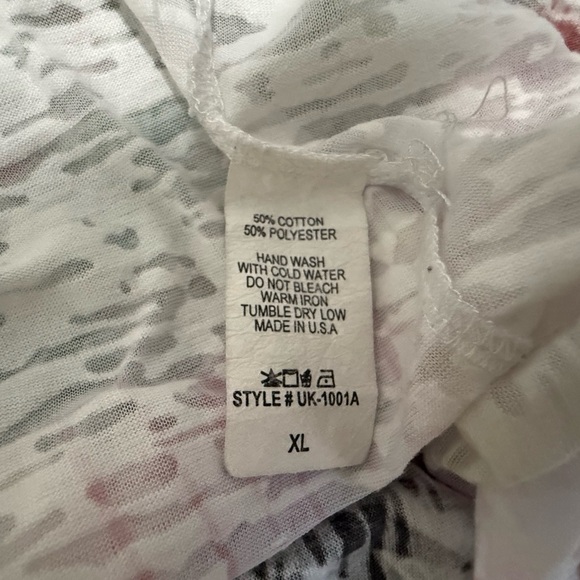 50% COTTON
50% POLYESTER
HAND WASH
WITH COLD WATER
DO NOT BLEACH
WARM IRON
TUMBLE DRY LOW
MADE IN U.S.A
STYLE # UK-1001A
XL